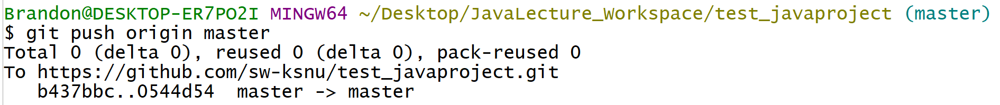 Brandon@DESKTOP-ER7PO2I MINGW64 ~/Desktop/JavaLecture_Workspace/test_javaproject (master)
$ git push origin master
Total 0 (delta 0), reused 0 (delta 0), pack-reused 0
To https://github.com/sw-ksnu/test_javaproject.git
   b437bbc..0544d54  master -> master